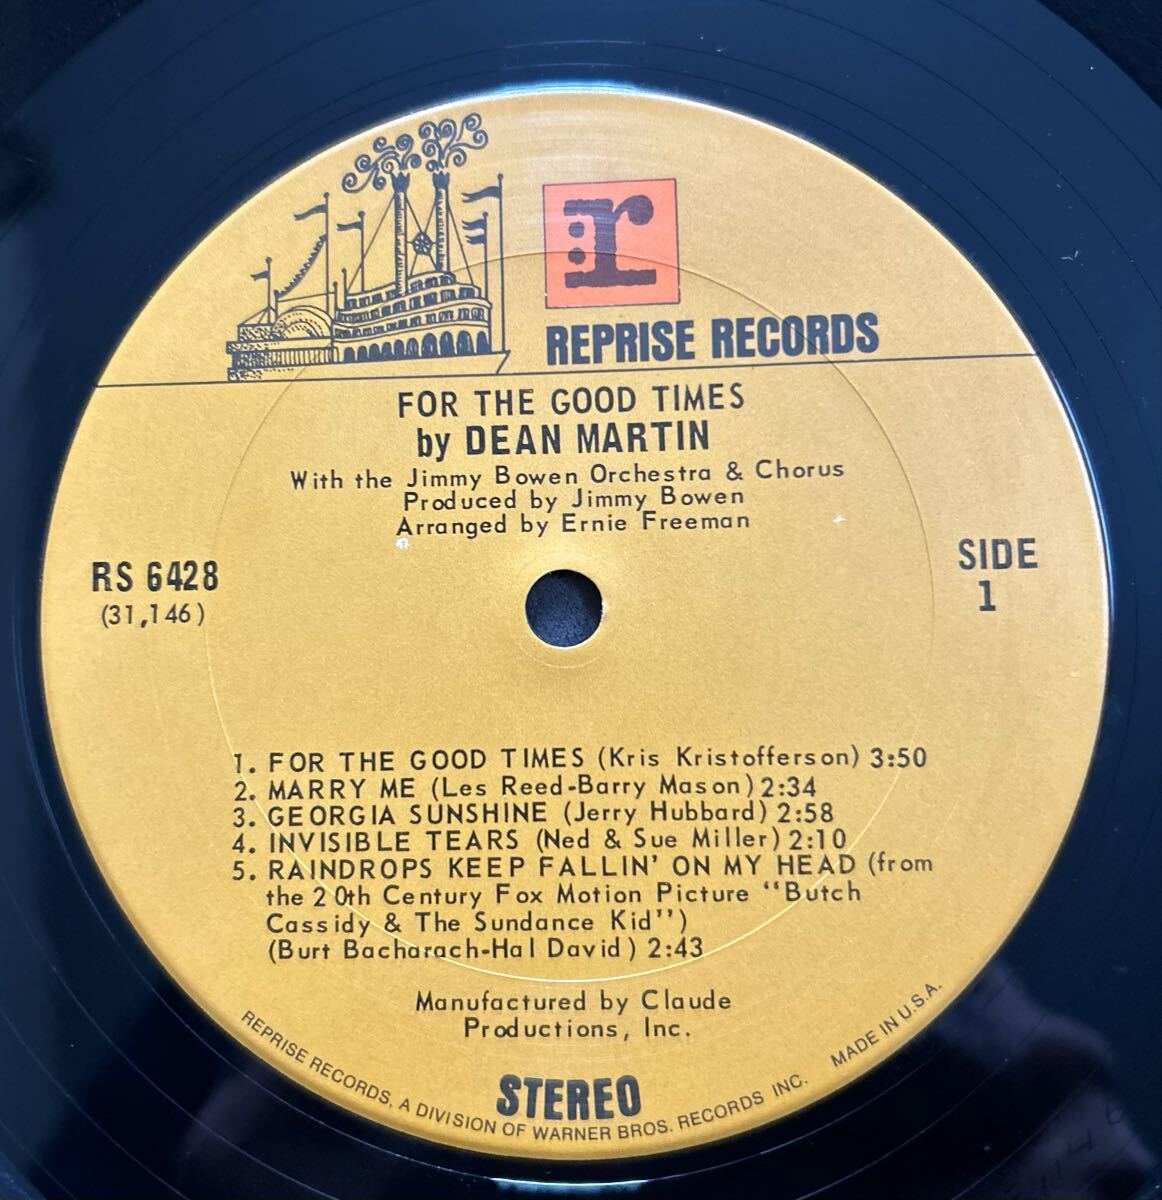 r
REPRISE RECORDS
FOR THE GOOD TIMES
by DEAN MARTIN
With the Jimmy Bowen Orchestra & Chorus
Produced by Jimmy Bowen
Arranged by Ernie Freeman
RS 6428
(31,146)
SIDE
1
1. FOR THE GOOD TIMES (Kris Kristofferson) 3:50
2. MARRY ME (Les Reed-Barry Mason) 2:34
3. GEORGIA SUNSHINE (Jerry Hubbard) 2:58
4. INVISIBLE TEARS (Ned & Sue Miller) 2:10
5. RAINDROPS KEEP FALLIN' ON MY HEAD (from
the 20th Century Fox Motion Picture "Butch
Cassidy & The Sundance Kid")
(Burt Bacharach-Hal David) 2:43
Manufactured by Claude
Productions, Inc.
STEREO
REPRISE RECORDS, A DIVISION OF WARNER BROS. RECORDS INC. MADE IN U.S.A.